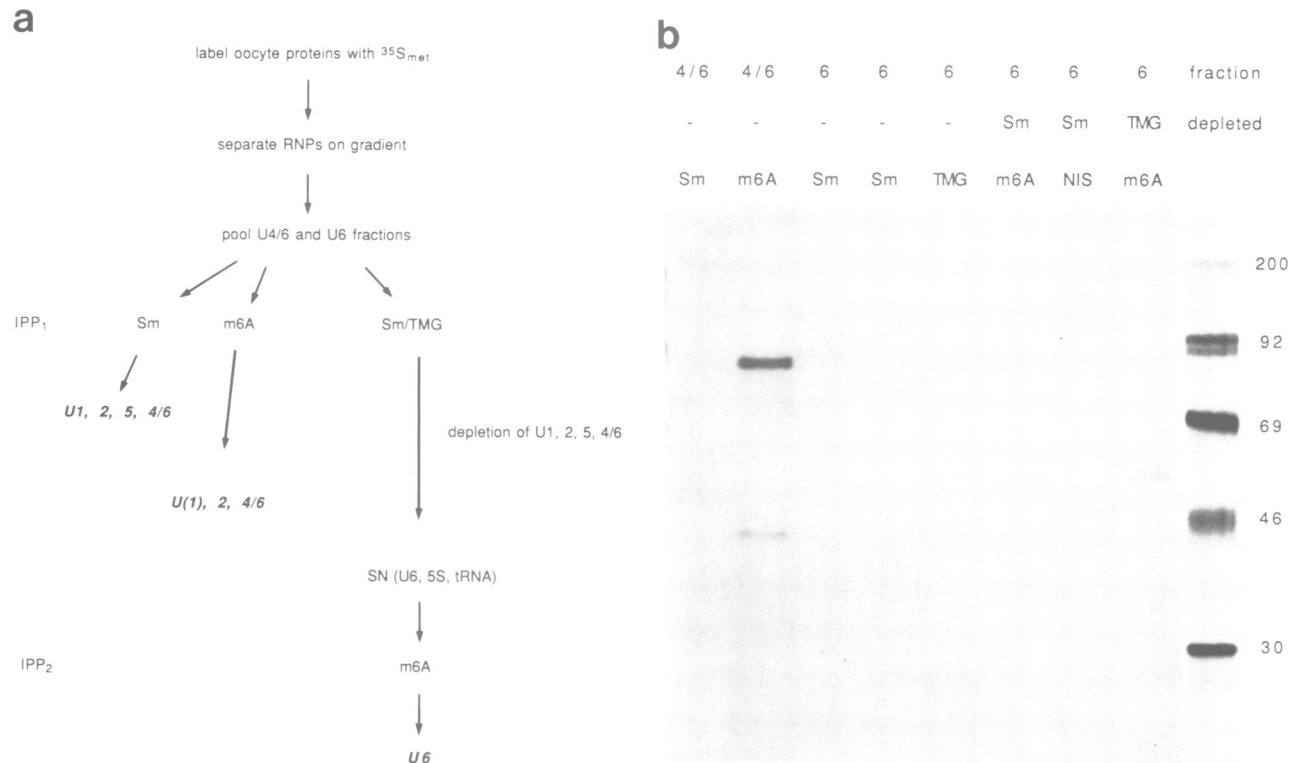 a
label oocyte proteins with 35Smet
separate RNPs on gradient
pool U4/6 and U6 fractions
IPP1 Sm m6A Sm/TMG
U1, 2, 5, 4/6
depletion of U1, 2, 5, 4/6
U(1), 2, 4/6
SN (U6, 5S, tRNA)
IPP2 m6A
U6
b
4/6 4/6 6 6 6 6 6 6 fraction
- - - - - Sm Sm TMG depleted
Sm m6A Sm Sm TMG m6A NIS m6A
200
92
69
46
30